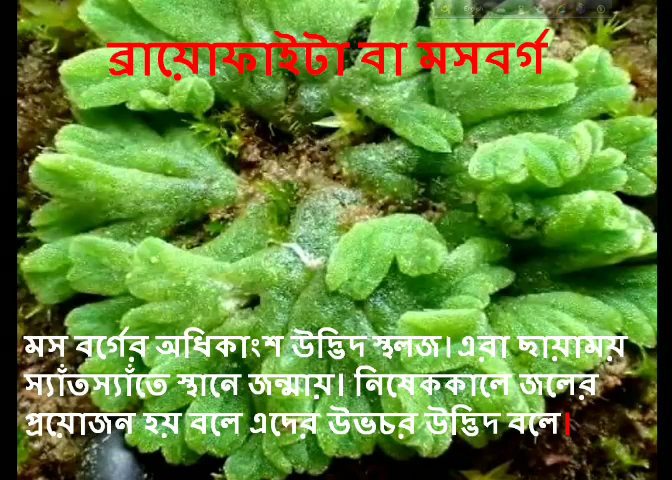 ব্রায়োফাইটা বা মসবর্গ
মস বর্গের অধিকাংশ উদ্ভিদ স্থলজ। এরা ছায়াময়
স্যাঁতস্যাঁতে স্থানে জন্মায়। নিষেককালে জলের
প্রয়োজন হয় বলে এদের উভচর উদ্ভিদ বলে।